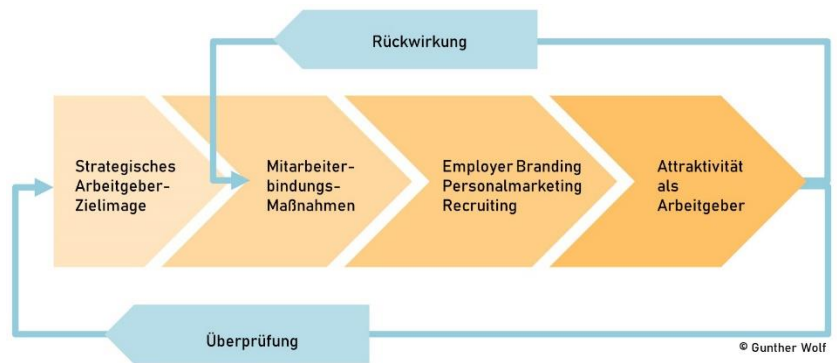 Rückwirkung
Strategisches
Arbeitgeber-
Zielimage
Mitarbeiter-
bindungs-
Maßnahmen
Employer Branding
Personalmarketing
Recruiting
Attraktivität
als
Arbeitgeber
Überprüfung
© Gunther Wolf